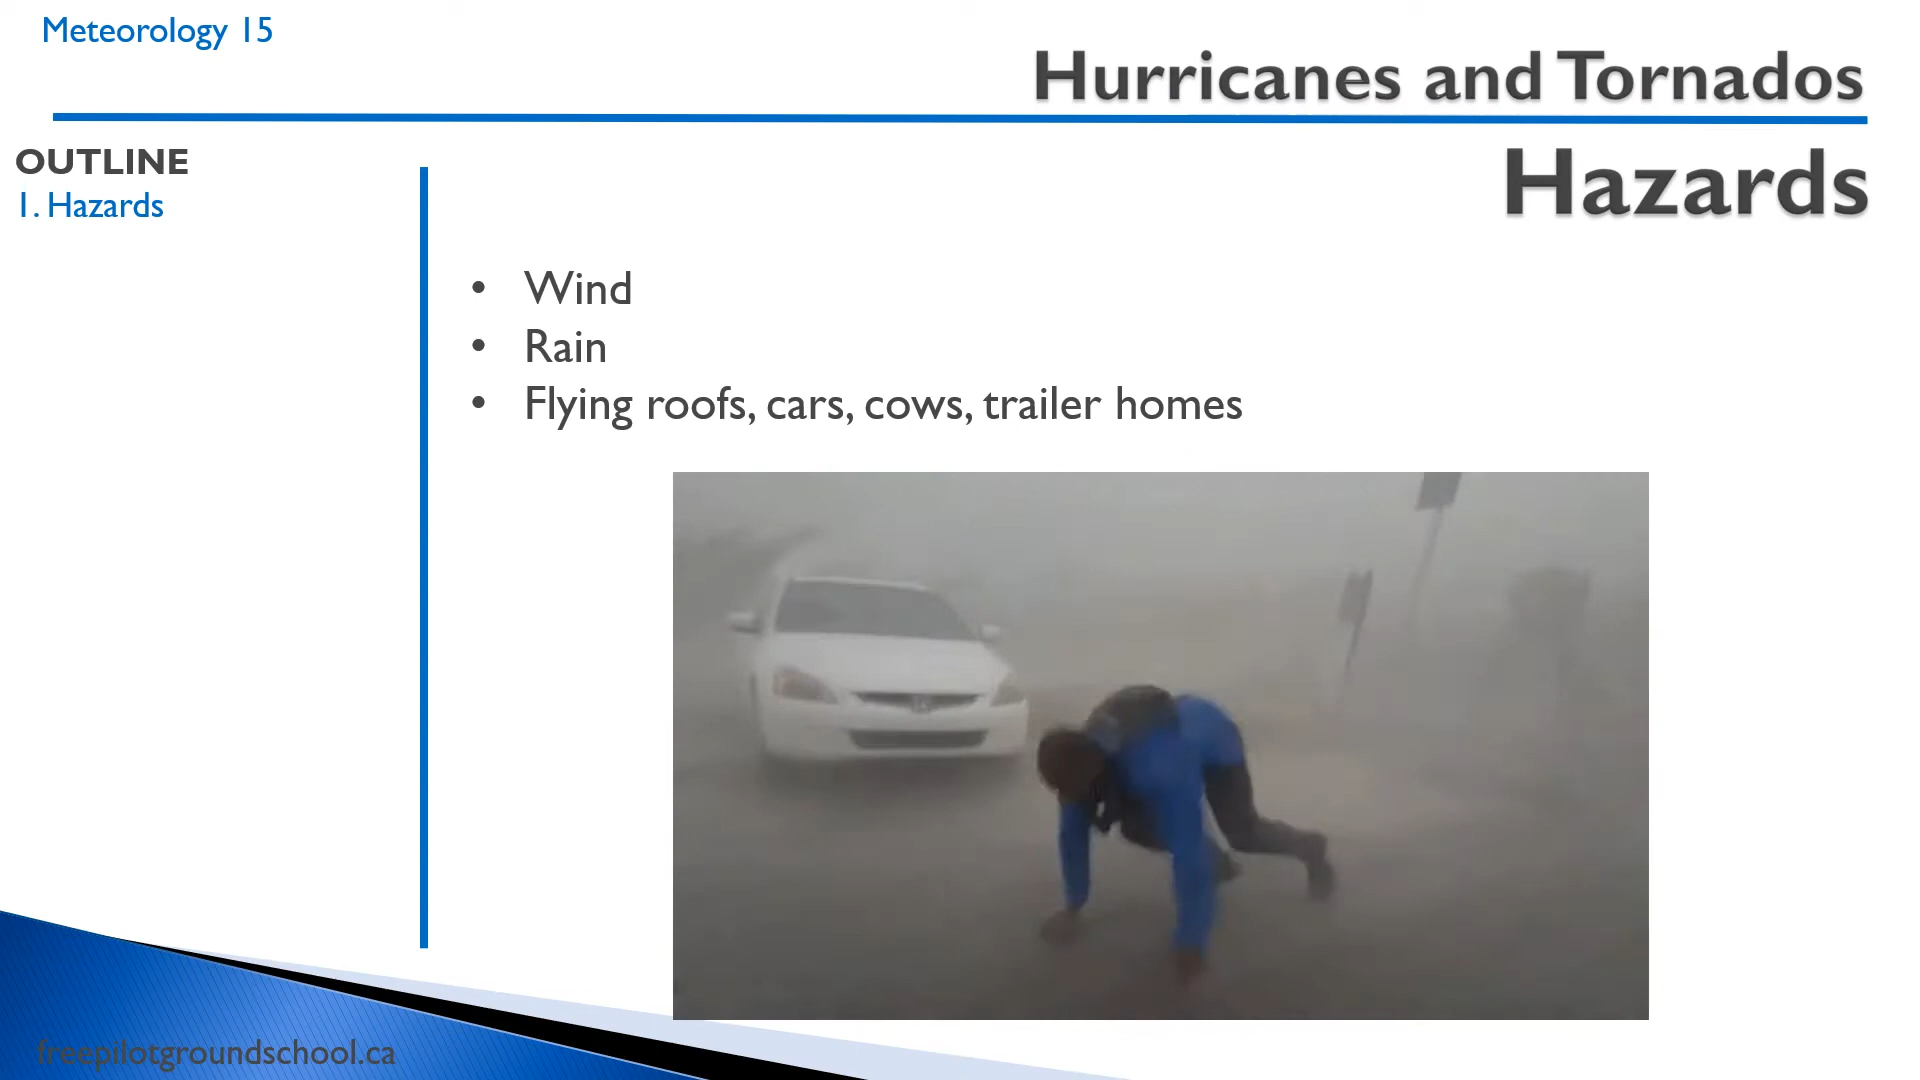 Meteorology 15
Hurricanes and Tornados
OUTLINE
1. Hazards
Hazards
• Wind
• Rain
• Flying roofs, cars, cows, trailer homes
freepilotgroundschool.ca